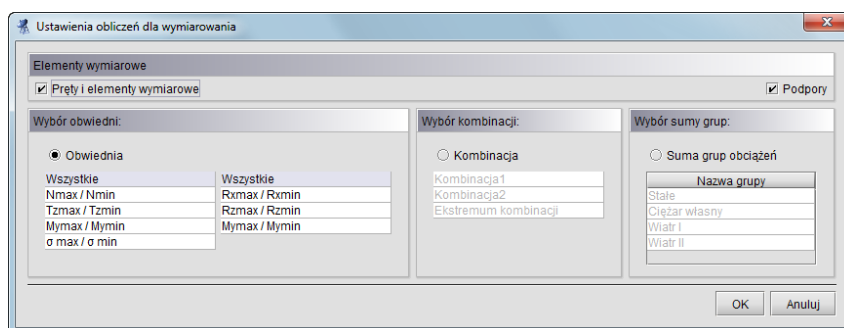 Ustawienia obliczeń dla wymiarowania
Elementy wymiarowe
Pręty i elementy wymiarowe
Podpory
Wybór obwiedni:
Obwiednia
Wszystkie Wszystkie
Nmax / Nmin Rxmax / Rxmin
Tzmax / Tzmin Rzmax / Rzmin
Mymax / Mymin Mymax / Mymin
σ max / σ min
Wybór kombinacji:
Kombinacja
Kombinacja1
Kombinacja2
Ekstremum kombinacji
Wybór sumy grup:
Suma grup obciążeń
Nazwa grupy
Stałe
Ciężar własny
Wiatr I
Wiatr II
OK Anuluj